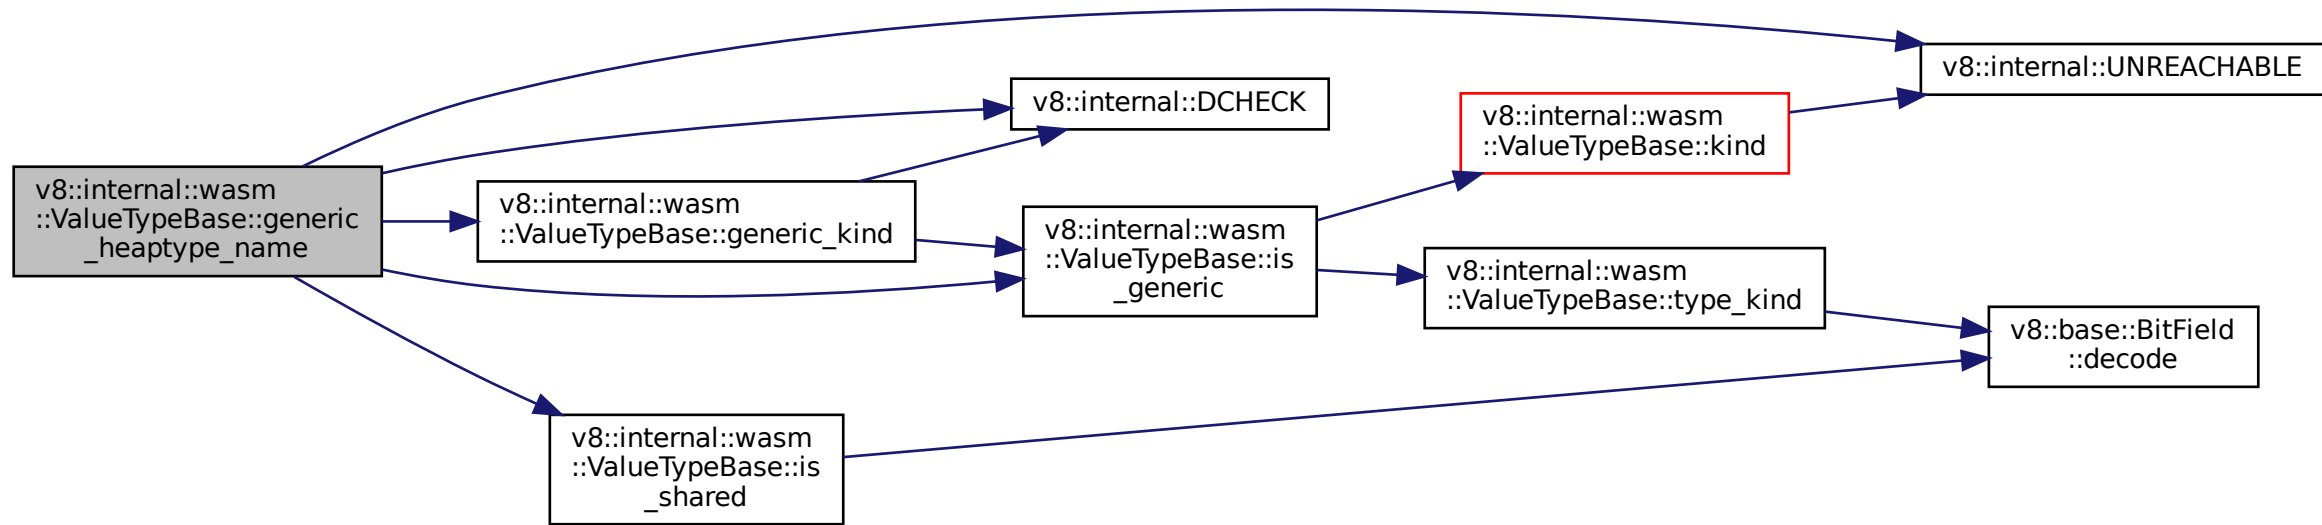 v8::internal::wasm
::ValueTypeBase::generic
_heaptype_name
v8::internal::DCHECK
v8::internal::wasm
::ValueTypeBase::generic_kind
v8::internal::wasm
::ValueTypeBase::is
_generic
v8::internal::wasm
::ValueTypeBase::kind
v8::internal::UNREACHABLE
v8::internal::wasm
::ValueTypeBase::type_kind
v8::base::BitField
::decode
v8::internal::wasm
::ValueTypeBase::is
_shared